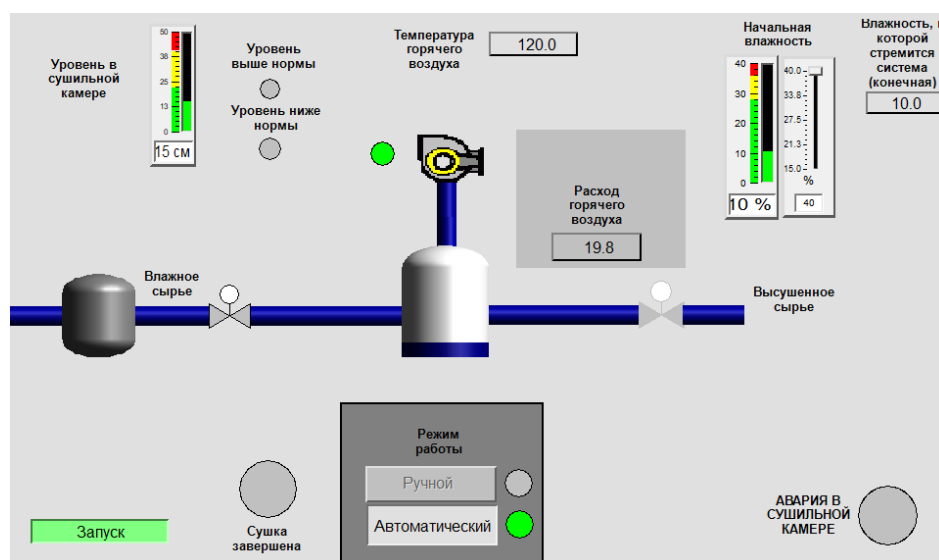 Уровень в
сушильной
камере
50
38
25
13
0
15 см
Уровень
выше нормы
Уровень ниже
нормы
Температура
горячего
воздуха
120.0
Расход
горячего
воздуха
19.8
Начальная
влажность
40
30
20
10
0
10 %
40.0
33.8
27.5
21.3
15.0
%
40
Влажность,
которой
стремится
система
(конечная)
10.0
Влажное
сырье
Высушенное
сырье
Режим
работы
Ручной
Автоматический
Запуск
Сушка
завершена
АВАРИЯ В
СУШИЛЬНОЙ
КАМЕРЕ